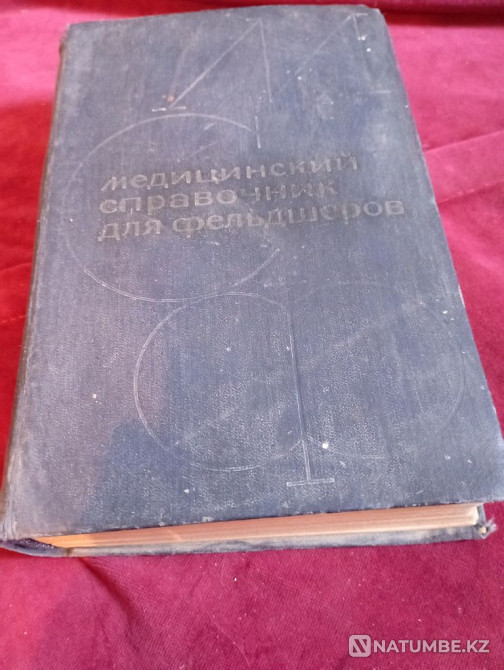 медицинский
справочник
для фельдшеров
NATUMBE.KZ